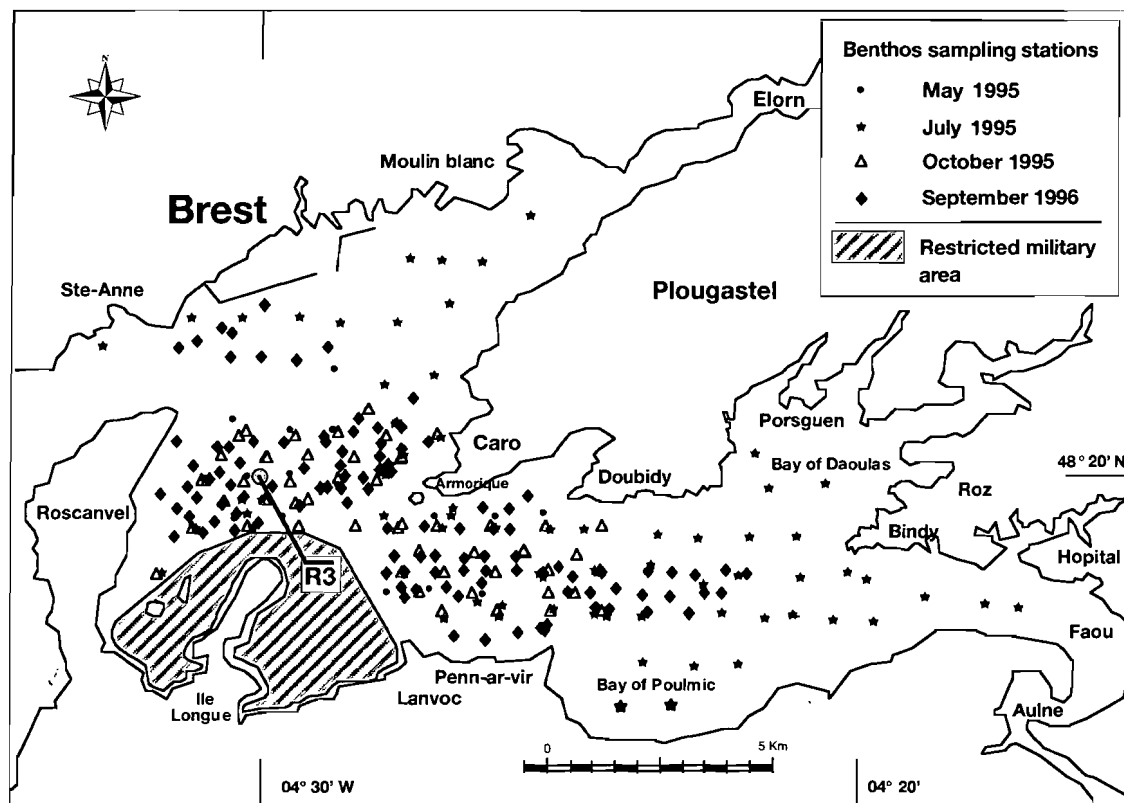 N
Benthos sampling stations
May 1995
July 1995
October 1995
September 1996
Restricted military
area
Elorn
Moulin blanc
Brest
Ste-Anne
Plougastel
Porsguen
Caro
Bay of Daoulas
48° 20' N
Armorique
Doubidy
Roz
Roscanvel
Bindy
Hopital
R3
Faou
Penn-ar-vir
Bay of Poulmic
Ile
Longue
Lanvoc
Aulne
0
5 Km
04° 30' W
04° 20'